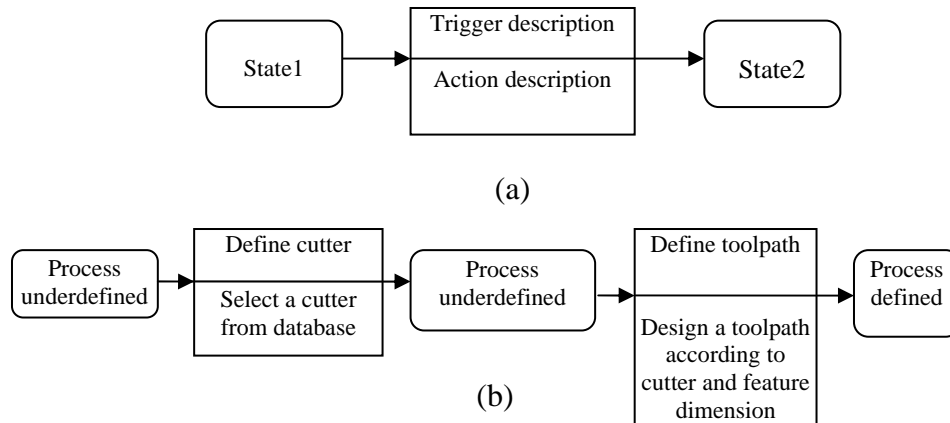 State1
Trigger description
Action description
State2
(a)
Process
underdefined
Define cutter
Select a cutter
from database
Process
underdefined
Define toolpath
Design a toolpath
according to
cutter and feature
dimension
Process
defined
(b)